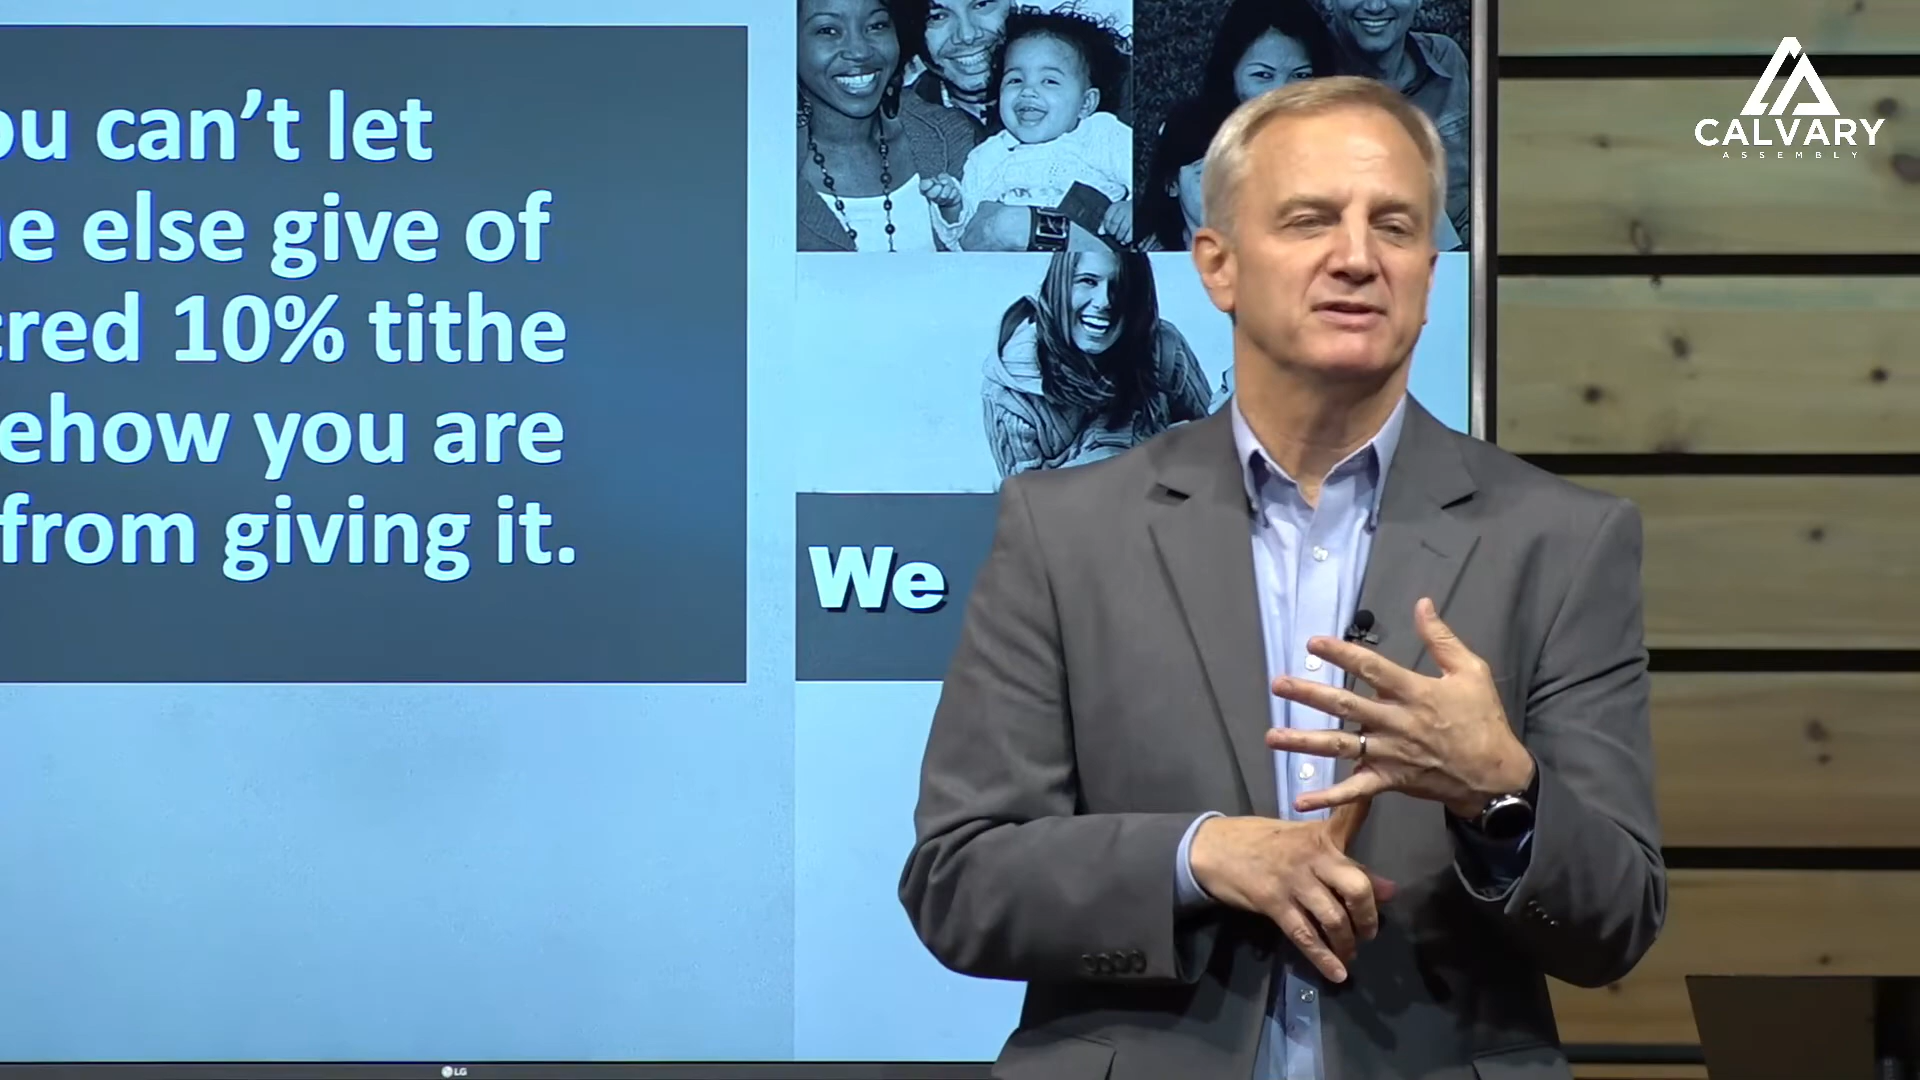 ou can't let
e else give of
cred 10% tithe
ehow you are
from giving it.
We
CALVARY
ASSEMBLY
LG